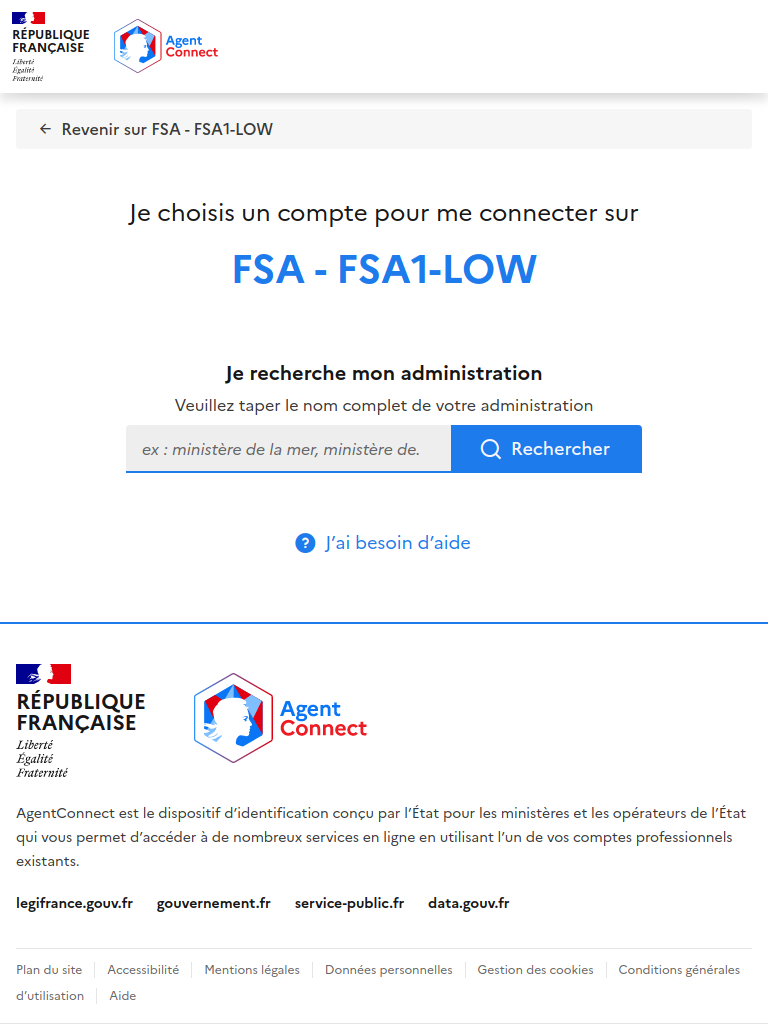 RÉPUBLIQUE
FRANÇAISE
Liberté
Égalité
Fraternité
Agent
Connect
← Revenir sur FSA - FSA1-LOW
Je choisis un compte pour me connecter sur
FSA - FSA1-LOW
Je recherche mon administration
Veuillez taper le nom complet de votre administration
ex : ministère de la mer, ministère de.
Rechercher
? J’ai besoin d’aide
RÉPUBLIQUE
FRANÇAISE
Liberté
Égalité
Fraternité
Agent
Connect
AgentConnect est le dispositif d’identification conçu par l’État pour les ministères et les opérateurs de l’État
qui vous permet d’accéder à de nombreux services en ligne en utilisant l’un de vos comptes professionnels
existants.
legifrance.gouv.fr gouvernement.fr service-public.fr data.gouv.fr
Plan du site Accessibilité Mentions légales Données personnelles Gestion des cookies Conditions générales
d’utilisation Aide